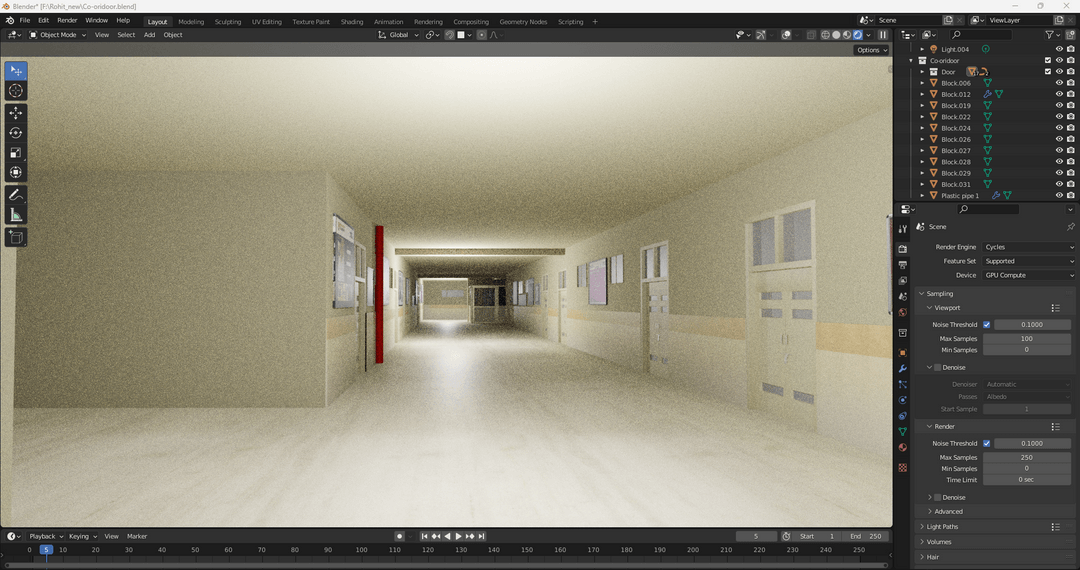 Blender* [F:\Rohit_new\Co-oridoor.blend]
File Edit Render Window Help Layout Modeling Sculpting UV Editing Texture Paint Shading Animation Rendering Compositing Geometry Nodes Scripting + Scene ViewLayer
Object Mode View Select Add Object Global
Options
Light.004
Co-oridoor
Door
Block.006
Block.012
Block.019
Block.022
Block.024
Block.026
Block.027
Block.028
Block.029
Block.031
Plastic pipe 1
Scene
Render Engine Cycles
Feature Set Supported
Device GPU Compute
Sampling
Viewport
Noise Threshold 0.1000
Max Samples 100
Min Samples 0
Denoise
Denoiser Automatic
Passes Albedo
Start Sample 1
Render
Noise Threshold 0.1000
Max Samples 250
Min Samples 0
Time Limit 0 sec
Denoise
Advanced
Light Paths
Volumes
Hair
Playback Keying View Marker 5 Start 1 End 250
0 5 10 20 30 40 50 60 70 80 90 100 110 120 130 140 150 160 170 180 190 200 210 220 230 240 250